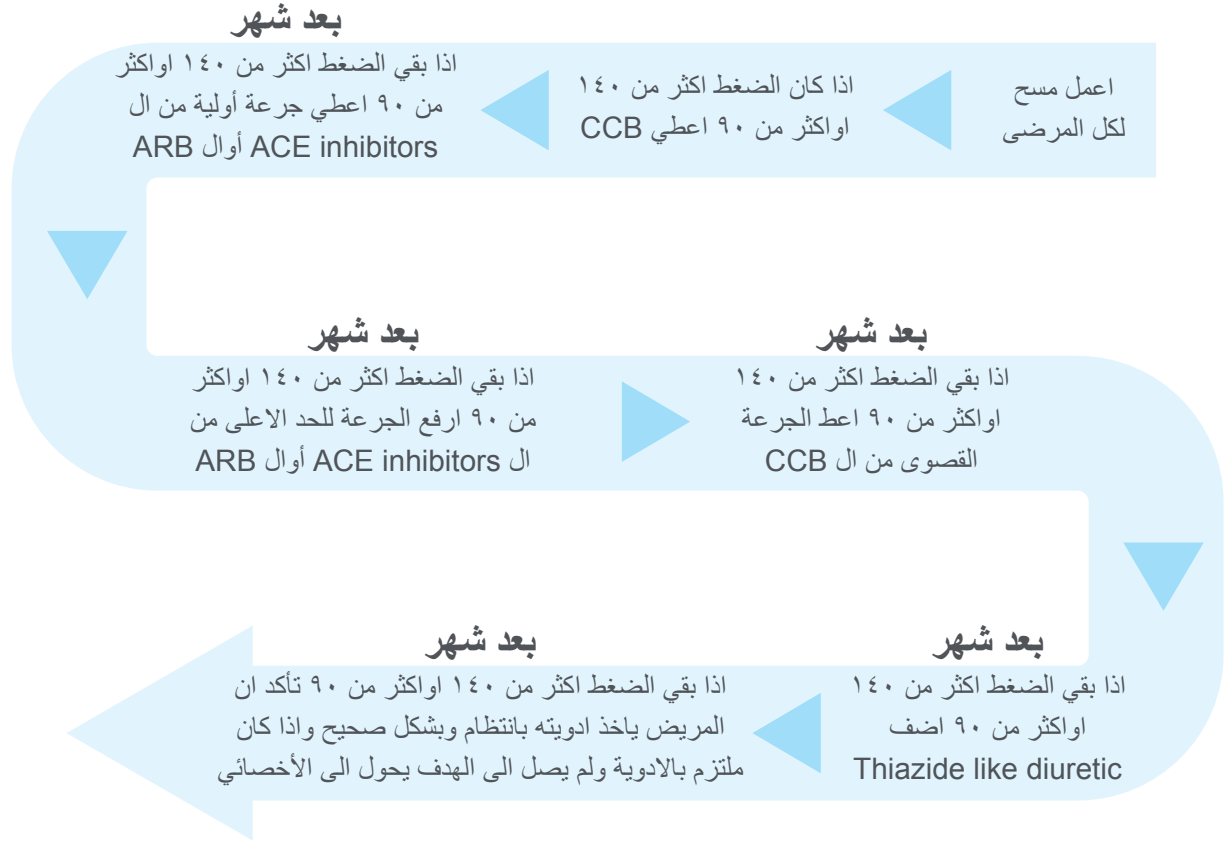 اعمل مسح
لكل المرضى
اذا كان الضغط اكثر من ١٤٠
اواكثر من ٩٠ اعطي CCB
بعد شهر
اذا بقي الضغط اكثر من ١٤٠ اواكثر
من ٩٠ اعطي جرعة أولية من ال
ACE inhibitors أوال ARB
بعد شهر
اذا بقي الضغط اكثر من ١٤٠ اواكثر
من ٩٠ ارفع الجرعة للحد الاعلى من
ال ACE inhibitors أوال ARB
بعد شهر
اذا بقي الضغط اكثر من ١٤٠
اواكثر من ٩٠ اعط الجرعة
القصوى من ال CCB
بعد شهر
اذا بقي الضغط اكثر من ١٤٠
اواكثر من ٩٠ اضف
Thiazide like diuretic
بعد شهر
اذا بقي الضغط اكثر من ١٤٠ اواكثر من ٩٠ تأكد ان
المريض ياخذ ادويته بانتظام وبشكل صحيح واذا كان
ملتزم بالادوية ولم يصل الى الهدف يحول الى الأخصائي